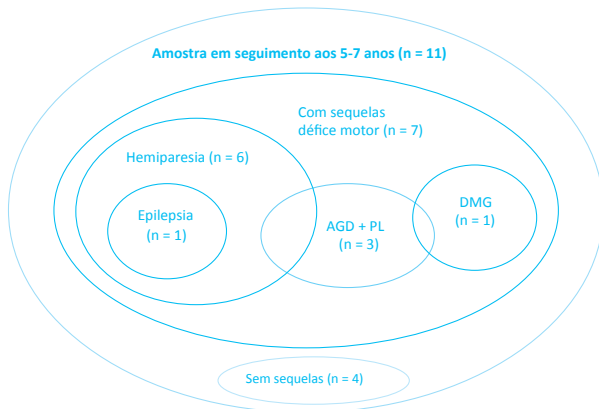 Amostra em seguimento aos 5-7 anos (n = 11)
Com sequelas
défice motor (n = 7)
Hemiparesia (n = 6)
Epilepsia
(n = 1)
AGD + PL
(n = 3)
DMG
(n = 1)
Sem sequelas (n = 4)